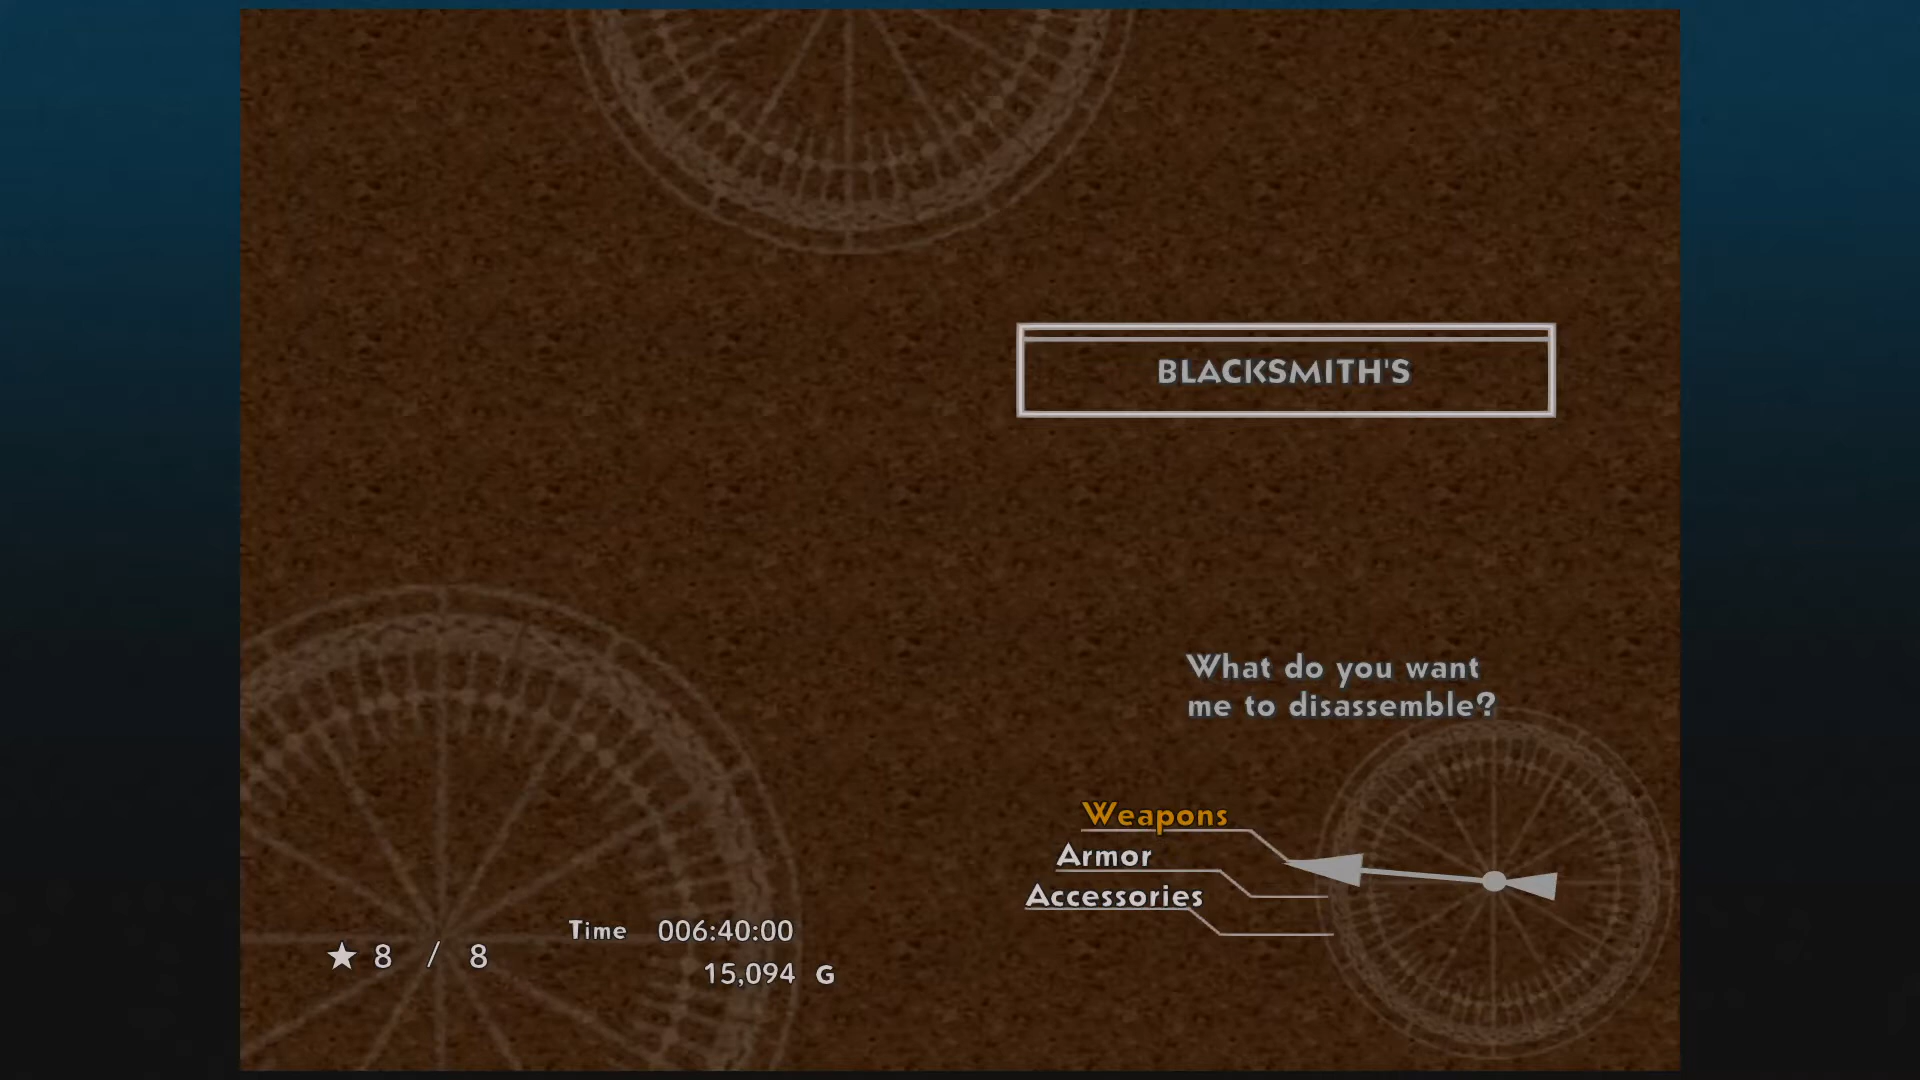 BLACKSMITH'S
What do you want
me to disassemble?
Weapons
Armor
Accessories
Time 006:40:00
★ 8 / 8
15,094 G